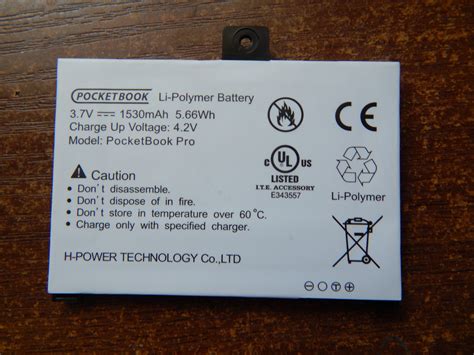 POCKETBOOK Li-Polymer Battery
3.7V 1530mAh 5.66Wh
Charge Up Voltage: 4.2V
Model: PocketBook Pro
Caution
• Don't disassemble.
• Don't dispose of in fire.
• Don't store in temperature over 60℃.
• Charge only with specified charger.
H-POWER TECHNOLOGY Co.,LTD
CE
c UL US
LISTED
I.T.E. ACCESSORY
E343557
Li-Polymer